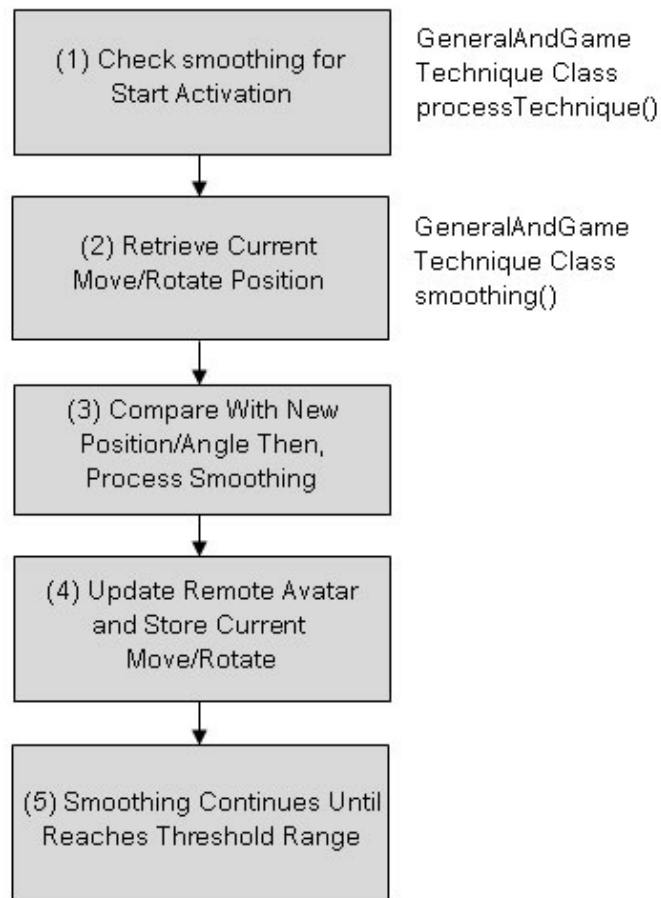 (1) Check smoothing for
Start Activation
GeneralAndGame
Technique Class
processTechnique()
(2) Retrieve Current
Move/Rotate Position
GeneralAndGame
Technique Class
smoothing()
(3) Compare With New
Position/Angle Then,
Process Smoothing
(4) Update Remote Avatar
and Store Current
Move/Rotate
(5) Smoothing Continues Until
Reaches Threshold Range